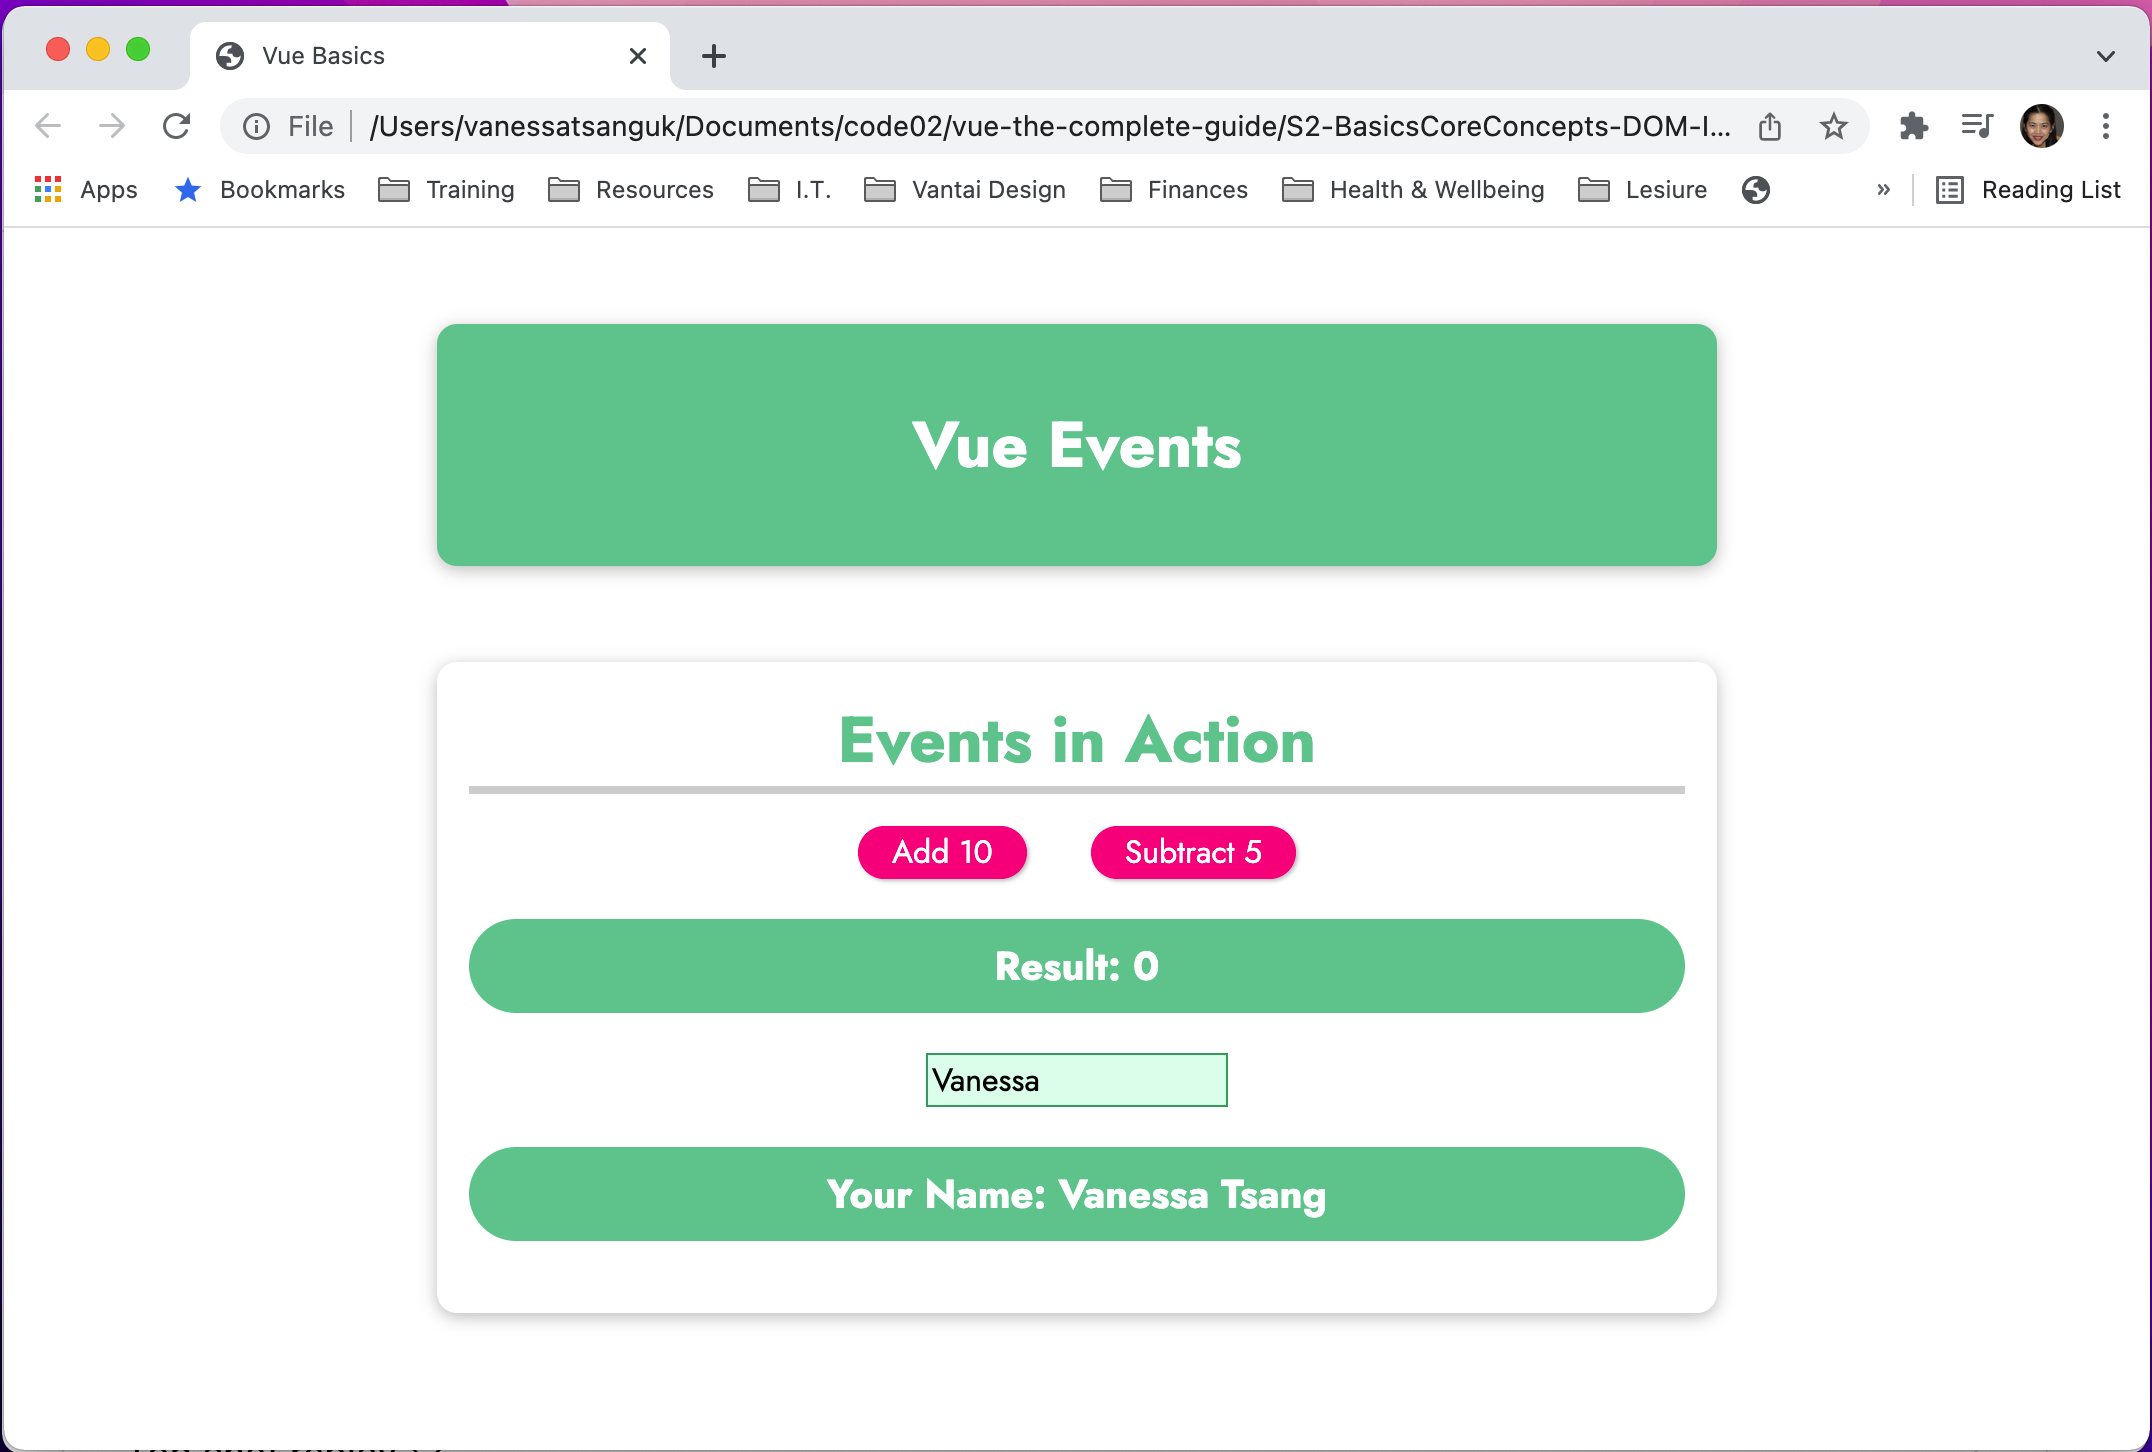 Vue Basics
File | /Users/vanessatsanguk/Documents/code02/vue-the-complete-guide/S2-BasicsCoreConcepts-DOM-I...
Apps Bookmarks Training Resources I.T. Vantai Design Finances Health & Wellbeing Lesiure » Reading List
Vue Events
Events in Action
Add 10 Subtract 5
Result: 0
Vanessa
Your Name: Vanessa Tsang